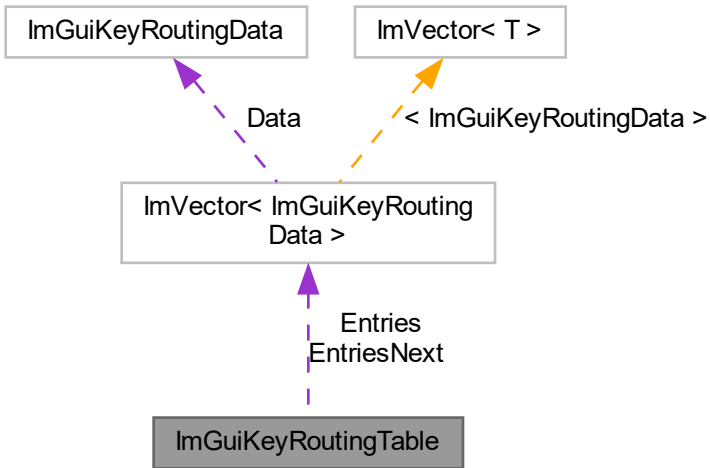 ImGuiKeyRoutingData
ImVector< T >
Data
< ImGuiKeyRoutingData >
ImVector< ImGuiKeyRouting
Data >
Entries
EntriesNext
ImGuiKeyRoutingTable